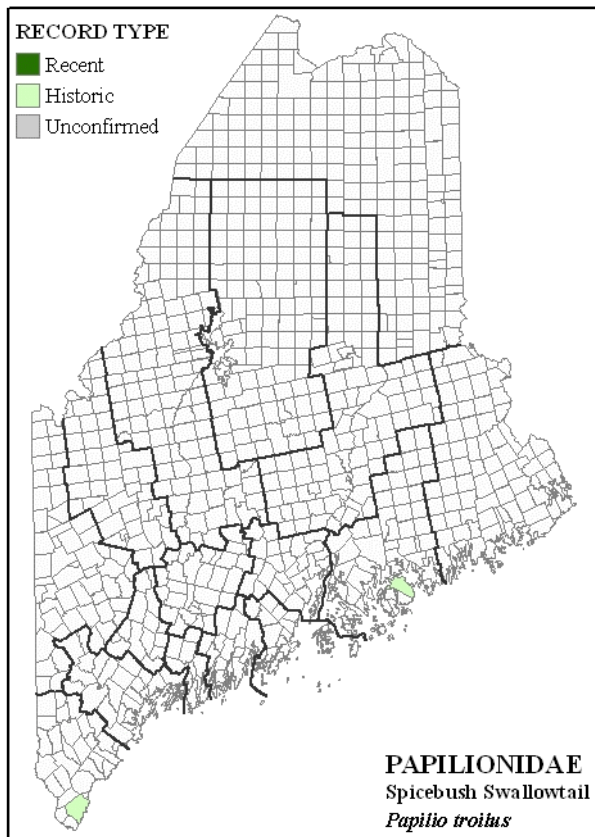 RECORD TYPE
Recent
Historic
Unconfirmed
PAPILIONIDAE
Spicebush Swallowtail
Papilio troilus